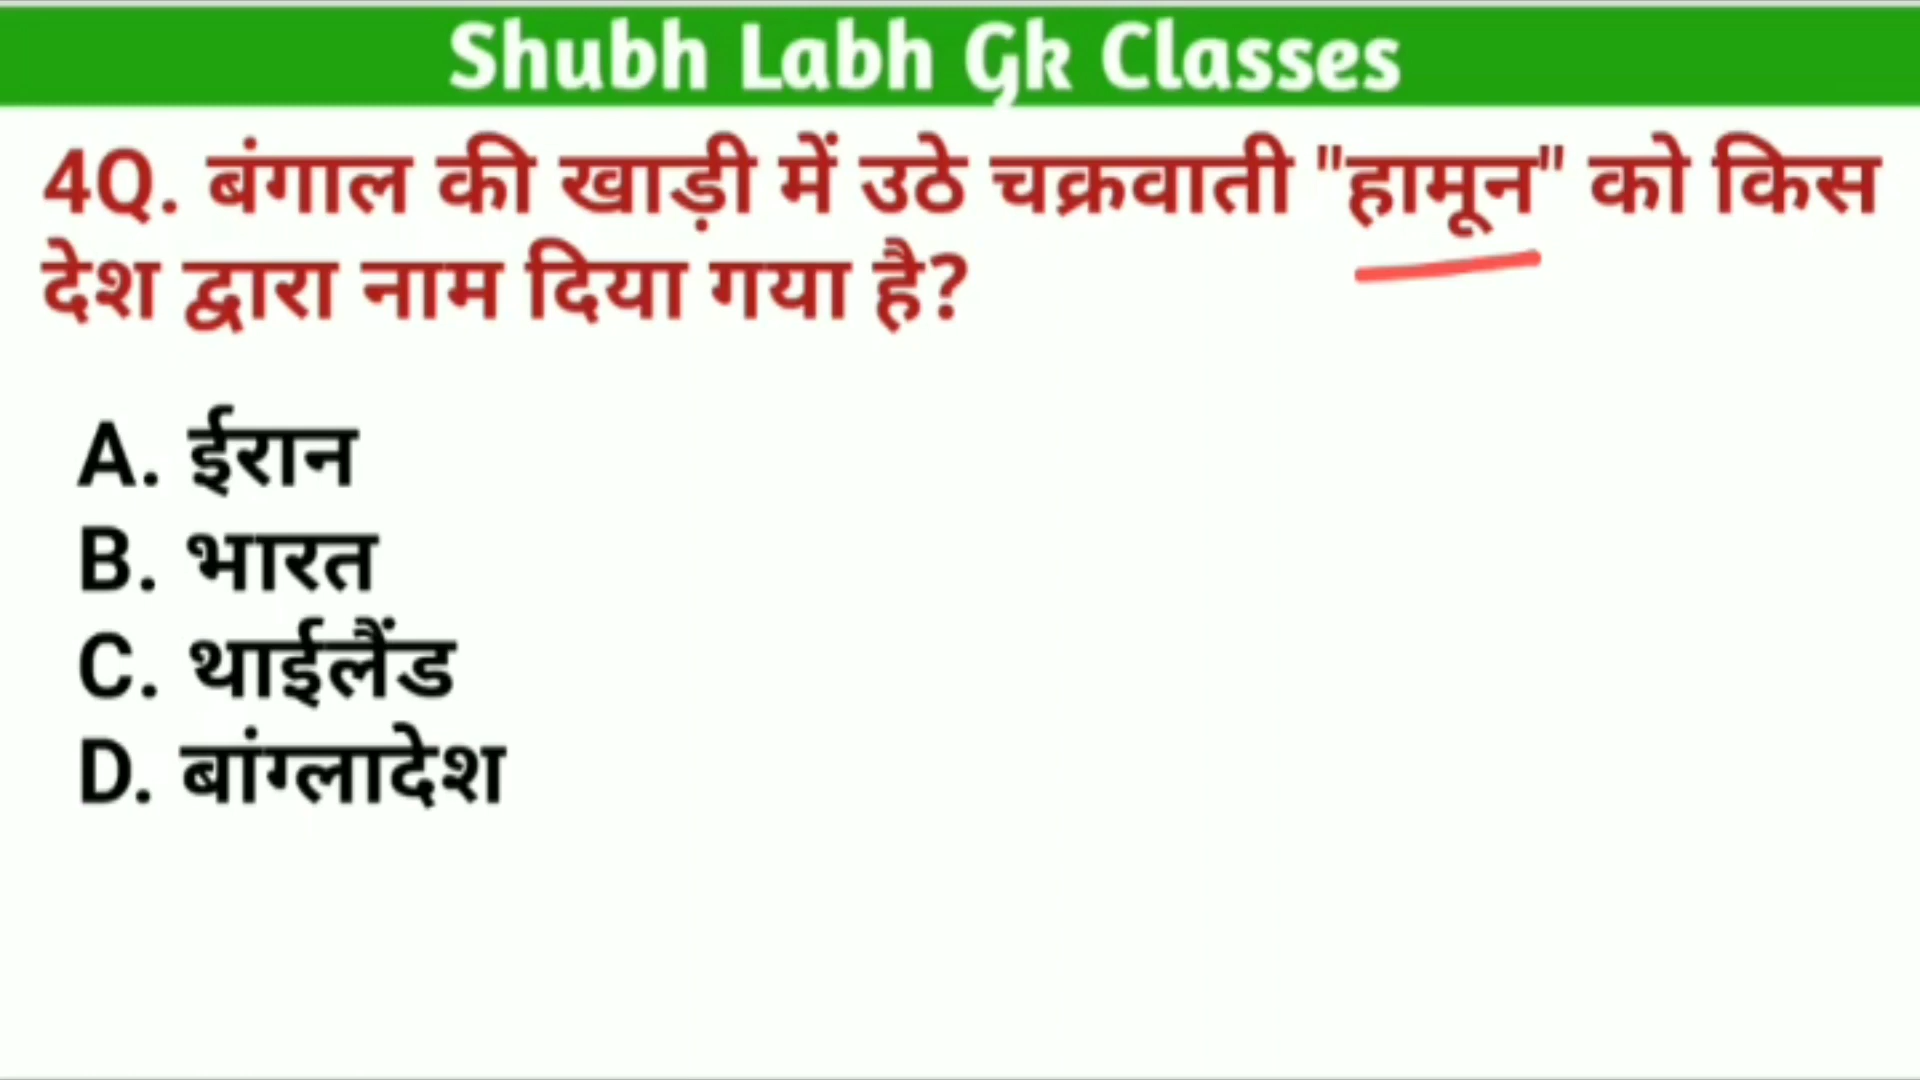 Shubh Labh Gk Classes
4Q. बंगाल की खाड़ी में उठे चक्रवाती "हामून" को किस
देश द्वारा नाम दिया गया है?
A. ईरान
B. भारत
C. थाईलैंड
D. बांग्लादेश